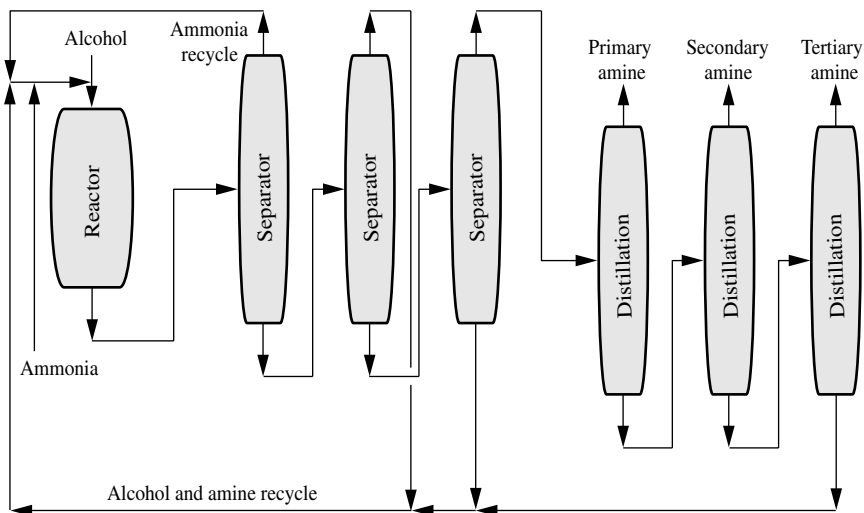 Alcohol
Ammonia
recycle
Primary
amine
Secondary
amine
Tertiary
amine
Reactor
Separator
Separator
Separator
Distillation
Distillation
Distillation
Ammonia
Alcohol and amine recycle